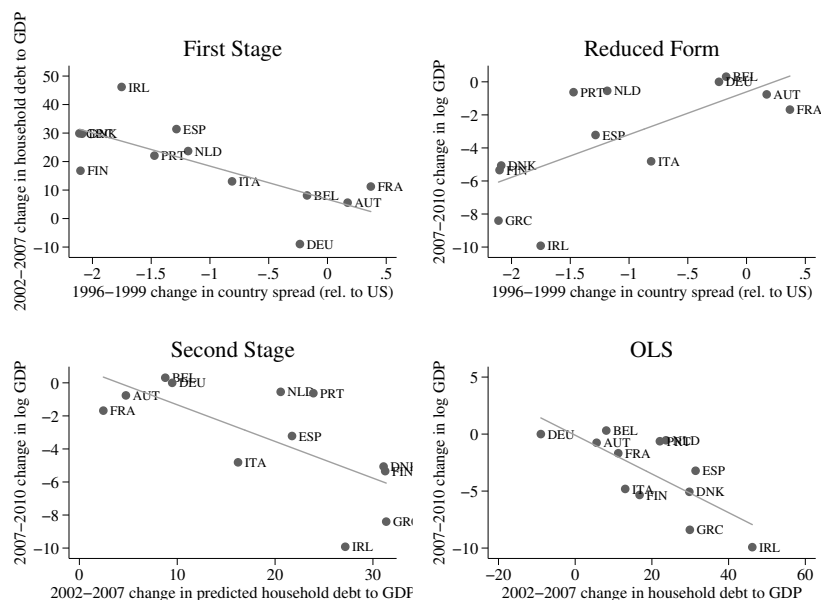 First Stage
2002−2007 change in household debt to GDP
50
40
30
20
10
0
−10
IRL
ESP
DNK
PRT
NLD
FIN
ITA
BEL
FRA
AUT
DEU
−2
−1.5
−1
−.5
0
.5
1996−1999 change in country spread (rel. to US)
Reduced Form
2007−2010 change in log GDP
0
−2
−4
−6
−8
−10
BEL
DEU
PRT
NLD
AUT
FRA
ESP
ITA
DNK
FIN
GRC
IRL
−2
−1.5
−1
−.5
0
.5
1996−1999 change in country spread (rel. to US)
Second Stage
2007−2010 change in log GDP
0
−2
−4
−6
−8
−10
BEL
DEU
AUT
NLD
PRT
FRA
ESP
ITA
DNK
FIN
GRC
IRL
0
10
20
30
2002−2007 change in predicted household debt to GDP
OLS
2007−2010 change in log GDP
5
0
−5
−10
DEU
BEL
AUT
PRT
NLD
FRA
ESP
ITA
FIN
DNK
GRC
IRL
−20
0
20
40
60
2002−2007 change in household debt to GDP